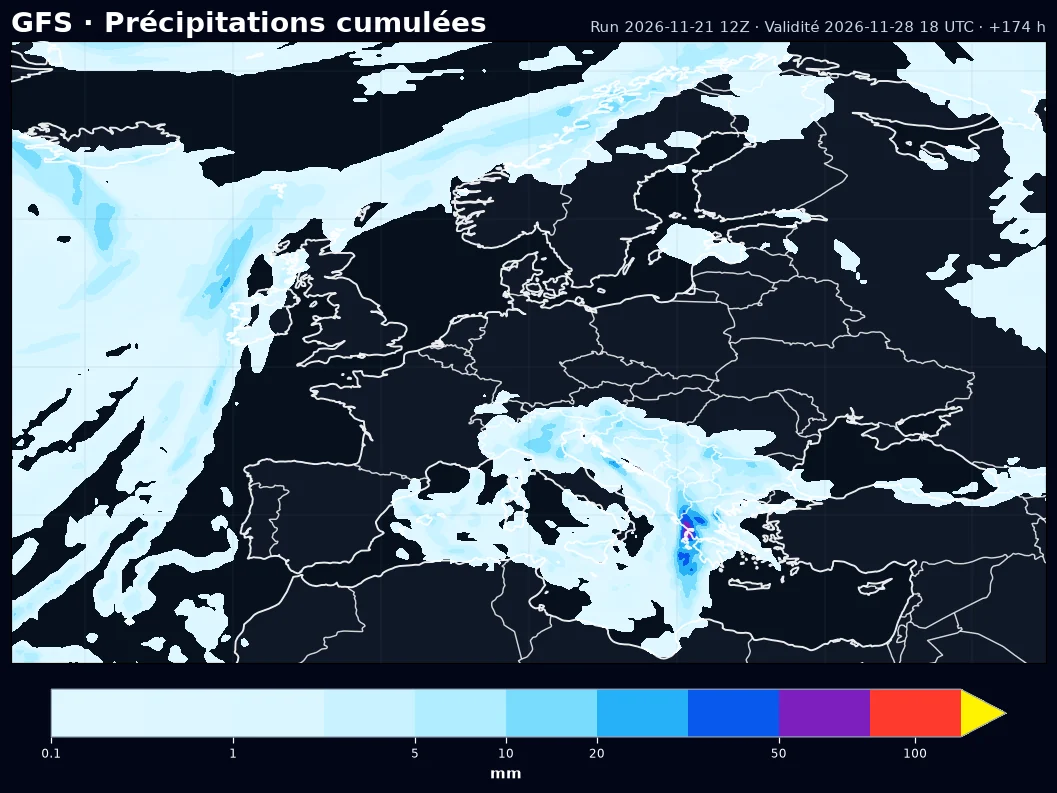 GFS · Précipitations cumulées
Run 2026-11-21 12Z · Validité 2026-11-28 18 UTC · +174 h
0.1 1 5 10 20 50 100
mm